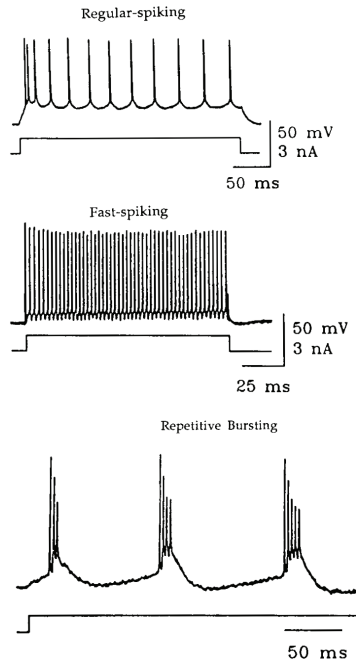 Regular-spiking
50 mV
3 nA
50 ms
Fast-spiking
50 mV
3 nA
25 ms
Repetitive Bursting
50 ms